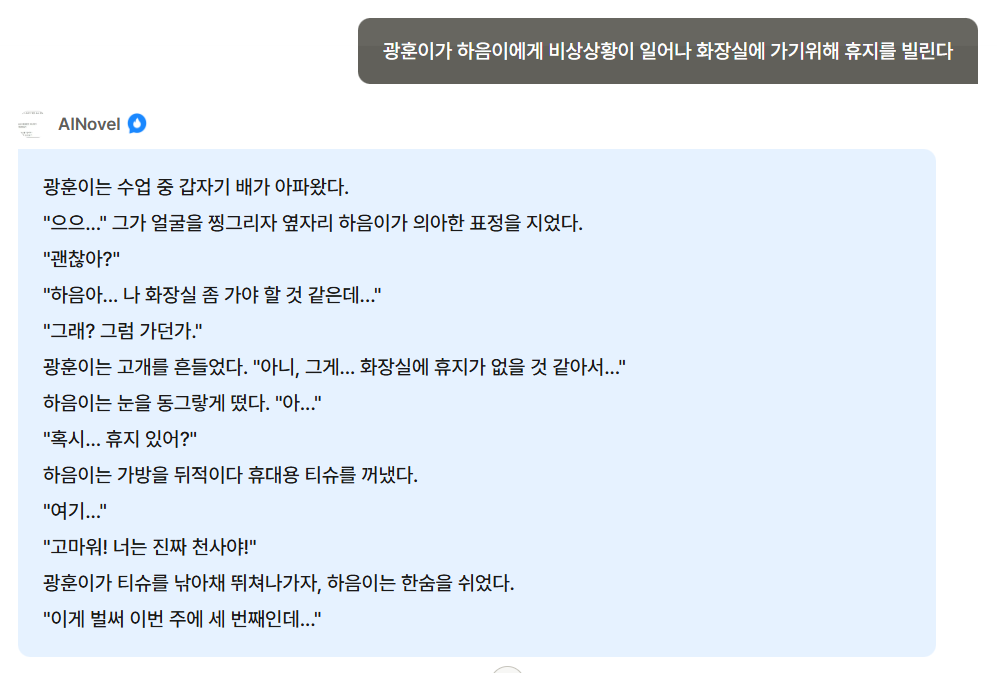 광훈이가 하음이에게 비상상황이 일어나 화장실에 가기위해 휴지를 빌린다
AINovel
광훈이는 수업 중 갑자기 배가 아파왔다.
"으으..." 그가 얼굴을 찡그리자 옆자리 하음이가 의아한 표정을 지었다.
"괜찮아?"
"하음아... 나 화장실 좀 가야 할 것 같은데..."
"그래? 그럼 가던가."
광훈이는 고개를 흔들었다. "아니, 그게... 화장실에 휴지가 없을 것 같아서..."
하음이는 눈을 동그랗게 떴다. "아..."
"혹시... 휴지 있어?"
하음이는 가방을 뒤적이다 휴대용 티슈를 꺼냈다.
"여기..."
"고마워! 너는 진짜 천사야!"
광훈이가 티슈를 낚아채 뛰쳐나가자, 하음이는 한숨을 쉬었다.
"이게 벌써 이번 주에 세 번째인데..."